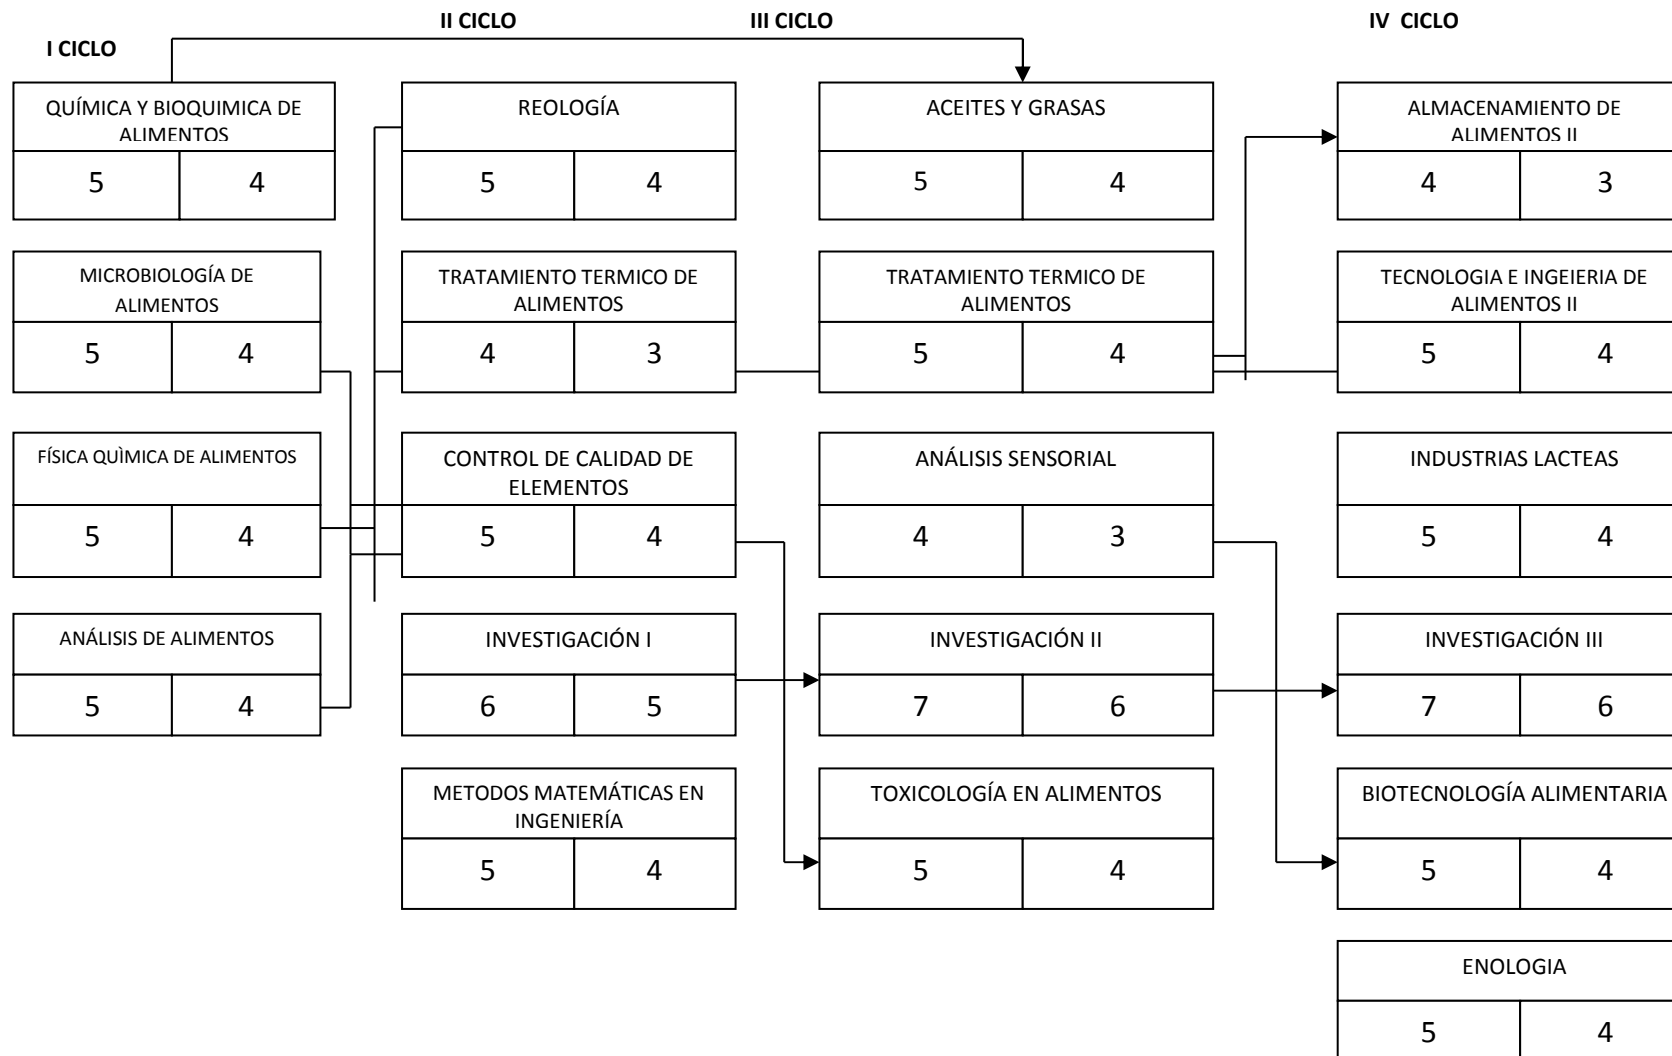 II CICLO
III CICLO
IV CICLO
I CICLO
QUÍMICA Y BIOQUIMICA DE
ALIMENTOS
5 4
REOLOGÍA
5 4
ACEITES Y GRASAS
5 4
ALMACENAMIENTO DE
ALIMENTOS II
4 3
MICROBIOLOGÍA DE
ALIMENTOS
5 4
TRATAMIENTO TERMICO DE
ALIMENTOS
4 3
TRATAMIENTO TERMICO DE
ALIMENTOS
5 4
TECNOLOGIA E INGEIERIA DE
ALIMENTOS II
5 4
FÍSICA QUÌMICA DE ALIMENTOS
5 4
CONTROL DE CALIDAD DE
ELEMENTOS
5 4
ANÁLISIS SENSORIAL
4 3
INDUSTRIAS LACTEAS
5 4
ANÁLISIS DE ALIMENTOS
5 4
INVESTIGACIÓN I
6 5
INVESTIGACIÓN II
7 6
INVESTIGACIÓN III
7 6
METODOS MATEMÁTICAS EN
INGENIERÍA
5 4
TOXICOLOGÍA EN ALIMENTOS
5 4
BIOTECNOLOGÍA ALIMENTARIA
5 4
ENOLOGIA
5 4